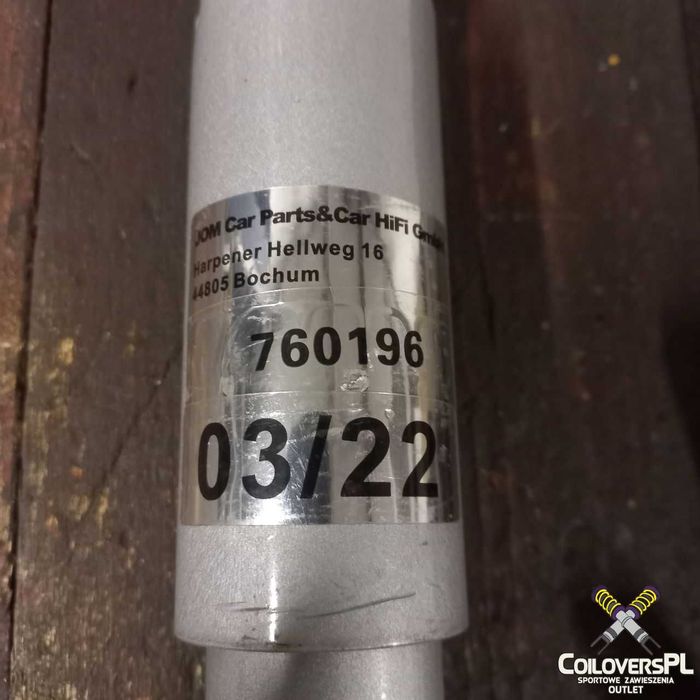 JOM Car Parts&Car HiFi GmbH
Harpener Hellweg 16
44805 Bochum
760196
03/22
COILOVERSPL
SPORTOWE ZAWIESZENIA
OUTLET